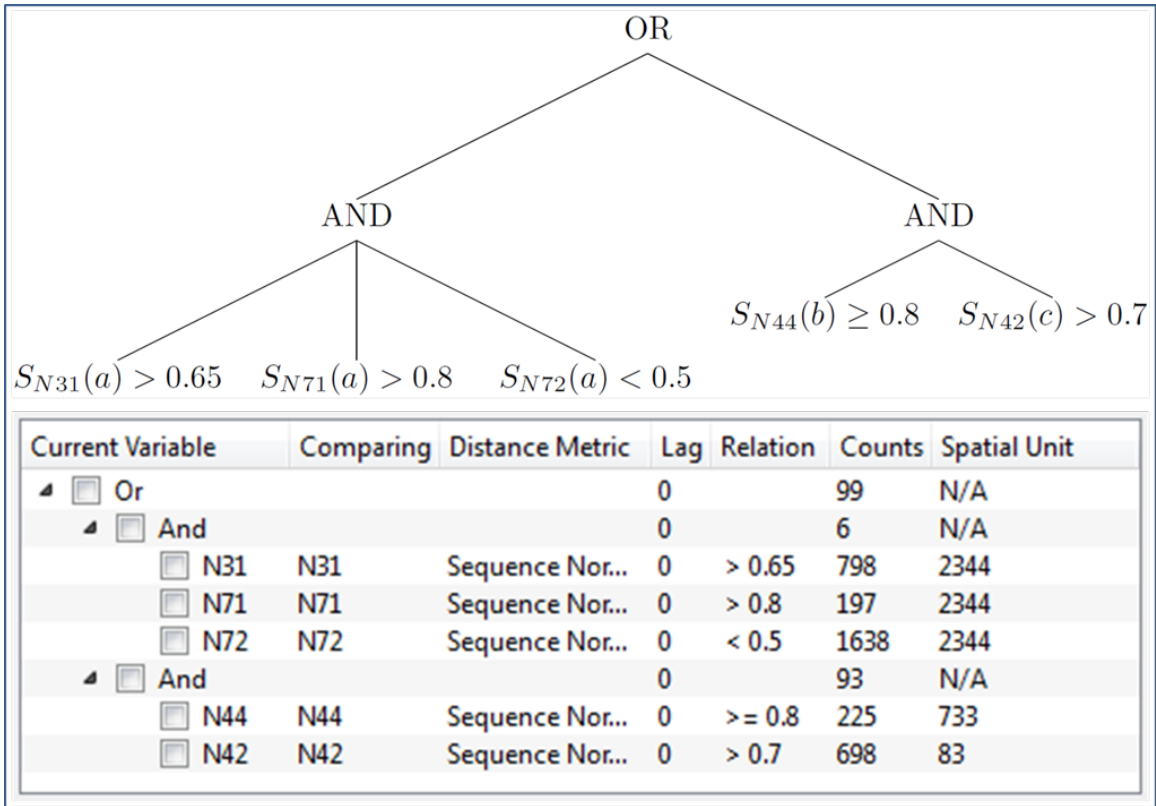 OR
AND AND
S_{N44}(b) ≥ 0.8 S_{N42}(c) > 0.7
S_{N31}(a) > 0.65 S_{N71}(a) > 0.8 S_{N72}(a) < 0.5
Current Variable Comparing Distance Metric Lag Relation Counts Spatial Unit
Or 0 99 N/A
And 0 6 N/A
N31 N31 Sequence Nor... 0 > 0.65 798 2344
N71 N71 Sequence Nor... 0 > 0.8 197 2344
N72 N72 Sequence Nor... 0 < 0.5 1638 2344
And 0 93 N/A
N44 N44 Sequence Nor... 0 >= 0.8 225 733
N42 N42 Sequence Nor... 0 > 0.7 698 83